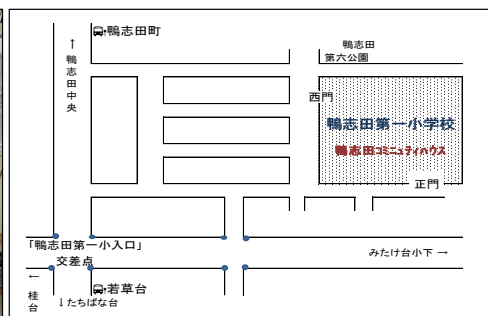 鴨志田町
↑
鴨志田中央
鴨志田
第六公園
西門
鴨志田第一小学校
鴨志田コミュニティハウス
正門
「鴨志田第一小入口」
交差点
みたけ台小下 →
←
桂台
↓たちばな台
若草台